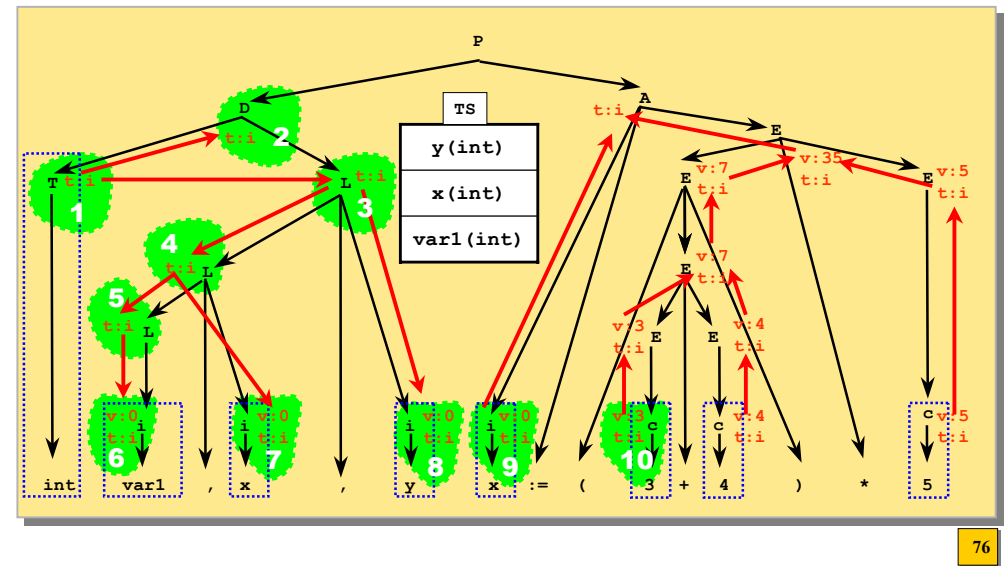 P
A
t:i
D
TS
t:i
2
E
y(int)
v:35
t:i
T
t:i
1
L
t:i
3
x(int)
E
v:7
t:i
E
v:5
t:i
var1(int)
4
t:i
L
E
v:7
t:i
5
t:i
L
v:3
t:i
E
E
v:4
t:i
v:0
t:i
i
6
i
v:0
t:i
7
i
v:0
t:i
8
i
v:0
t:i
9
v:3
t:i
c
10
c
v:4
t:i
c
v:5
t:i
int var1 , x , y x := ( 3 + 4 ) * 5
76